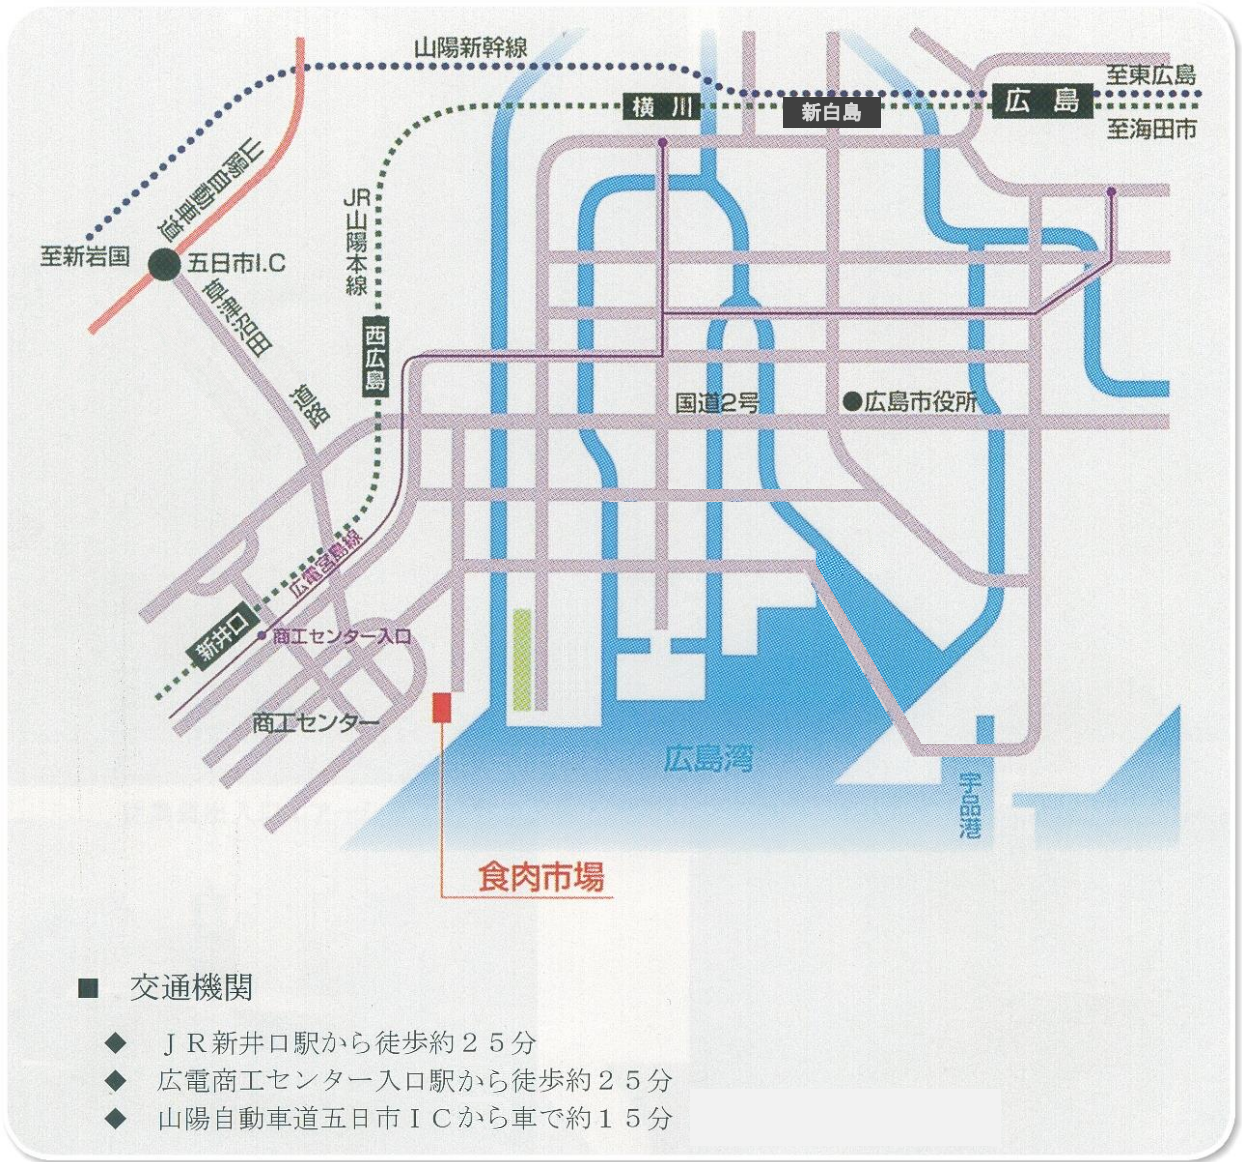 山陽新幹線
至東広島
広島
横川
新白島
至海田市
山陽自動車道
JR山陽本線
至新岩国
五日市I.C
草津沼田道路
西広島
国道2号
●広島市役所
広電宮島線
新井口
商工センター入口
商工センター
広島湾
宇品港
食肉市場
■ 交通機関
◆ ＪＲ新井口駅から徒歩約２５分
◆ 広電商工センター入口駅から徒歩約２５分
◆ 山陽自動車道五日市ＩＣから車で約１５分